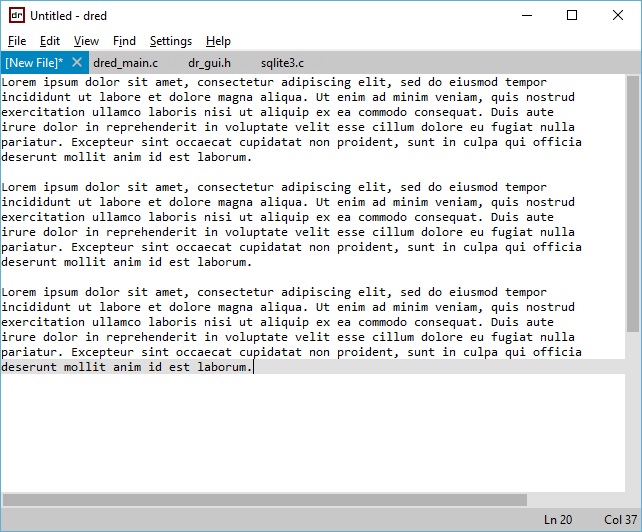 dr Untitled - dred
File Edit View Find Settings Help
[New File]* dred_main.c dr_gui.h sqlite3.c
Lorem ipsum dolor sit amet, consectetur adipiscing elit, sed do eiusmod tempor
incididunt ut labore et dolore magna aliqua. Ut enim ad minim veniam, quis nostrud
exercitation ullamco laboris nisi ut aliquip ex ea commodo consequat. Duis aute
irure dolor in reprehenderit in voluptate velit esse cillum dolore eu fugiat nulla
pariatur. Excepteur sint occaecat cupidatat non proident, sunt in culpa qui officia
deserunt mollit anim id est laborum.
Lorem ipsum dolor sit amet, consectetur adipiscing elit, sed do eiusmod tempor
incididunt ut labore et dolore magna aliqua. Ut enim ad minim veniam, quis nostrud
exercitation ullamco laboris nisi ut aliquip ex ea commodo consequat. Duis aute
irure dolor in reprehenderit in voluptate velit esse cillum dolore eu fugiat nulla
pariatur. Excepteur sint occaecat cupidatat non proident, sunt in culpa qui officia
deserunt mollit anim id est laborum.
Lorem ipsum dolor sit amet, consectetur adipiscing elit, sed do eiusmod tempor
incididunt ut labore et dolore magna aliqua. Ut enim ad minim veniam, quis nostrud
exercitation ullamco laboris nisi ut aliquip ex ea commodo consequat. Duis aute
irure dolor in reprehenderit in voluptate velit esse cillum dolore eu fugiat nulla
pariatur. Excepteur sint occaecat cupidatat non proident, sunt in culpa qui officia
deserunt mollit anim id est laborum.
Ln 20 Col 37